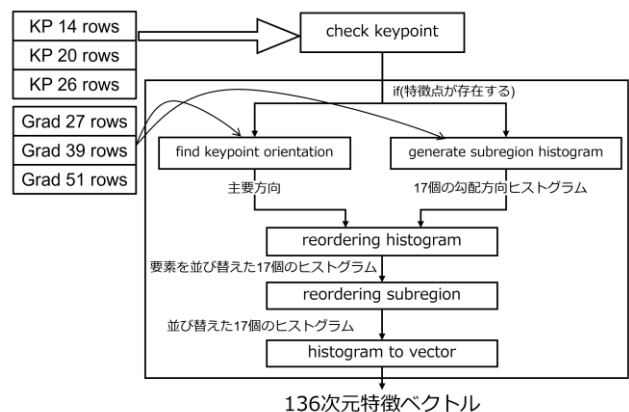 KP 14 rows
KP 20 rows
KP 26 rows
Grad 27 rows
Grad 39 rows
Grad 51 rows
check keypoint
if(特徴点が存在する)
find keypoint orientation
generate subregion histogram
主要方向
17個の勾配方向ヒストグラム
reordering histogram
要素を並び替えた17個のヒストグラム
reordering subregion
並び替えた17個のヒストグラム
histogram to vector
136次元特徴ベクトル